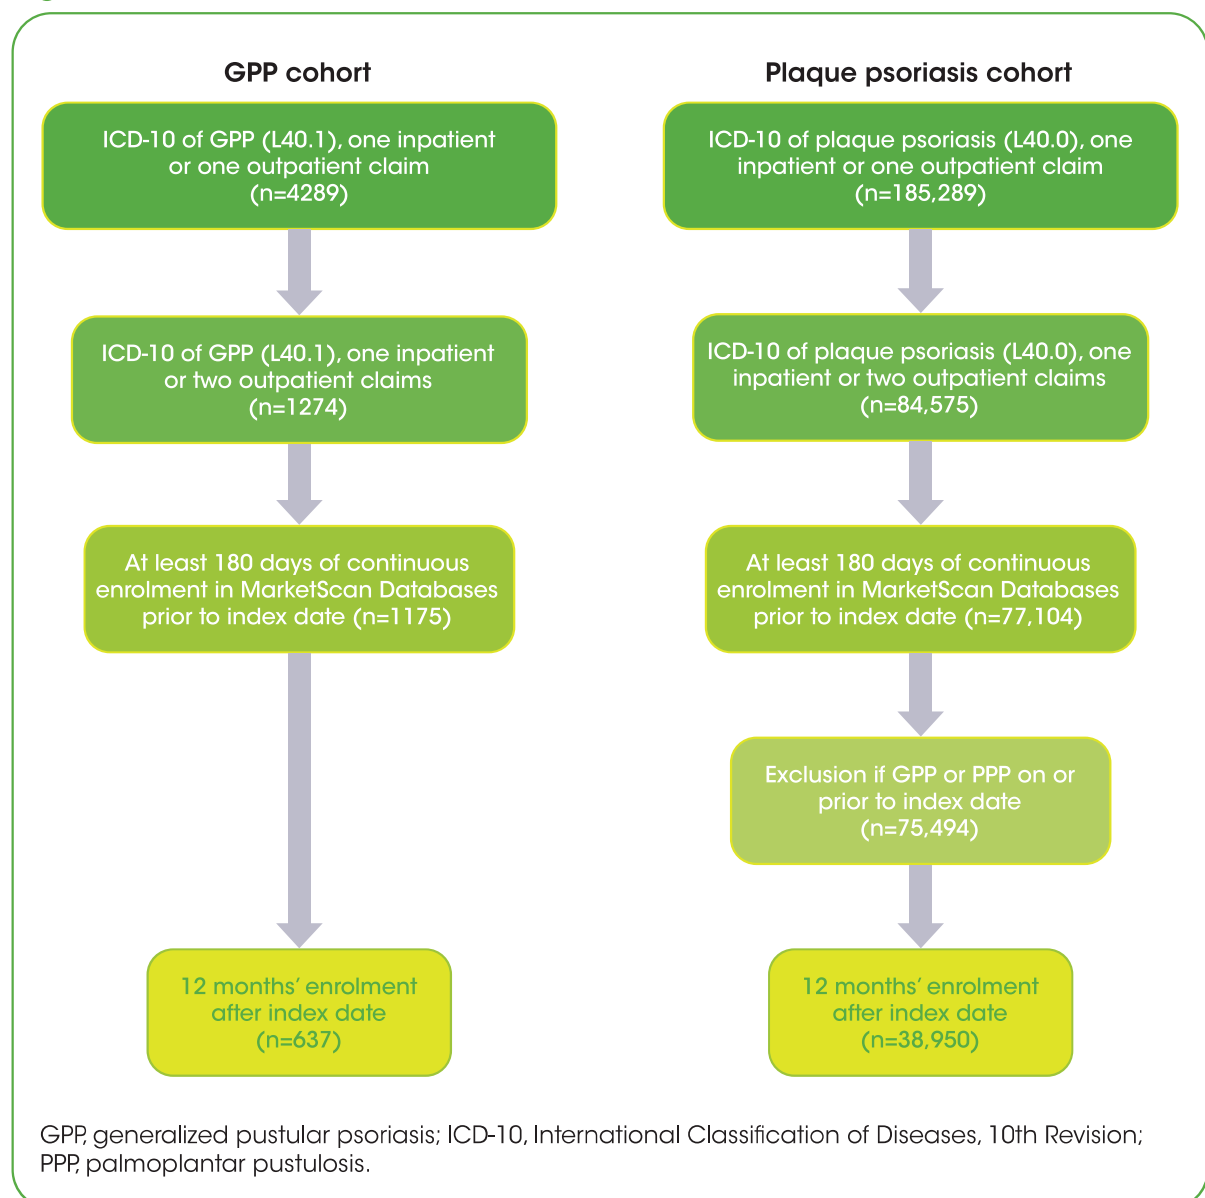 GPP cohort
ICD-10 of GPP (L40.1), one inpatient
or one outpatient claim
(n=4289)
ICD-10 of GPP (L40.1), one inpatient
or two outpatient claims
(n=1274)
At least 180 days of continuous
enrolment in MarketScan Databases
prior to index date (n=1175)
12 months’ enrolment
after index date
(n=637)
Plaque psoriasis cohort
ICD-10 of plaque psoriasis (L40.0), one
inpatient or one outpatient claim
(n=185,289)
ICD-10 of plaque psoriasis (L40.0), one
inpatient or two outpatient claims
(n=84,575)
At least 180 days of continuous
enrolment in MarketScan Databases
prior to index date (n=77,104)
Exclusion if GPP or PPP on or
prior to index date
(n=75,494)
12 months’ enrolment
after index date
(n=38,950)
GPP, generalized pustular psoriasis; ICD-10, International Classification of Diseases, 10th Revision;
PPP, palmoplantar pustulosis.